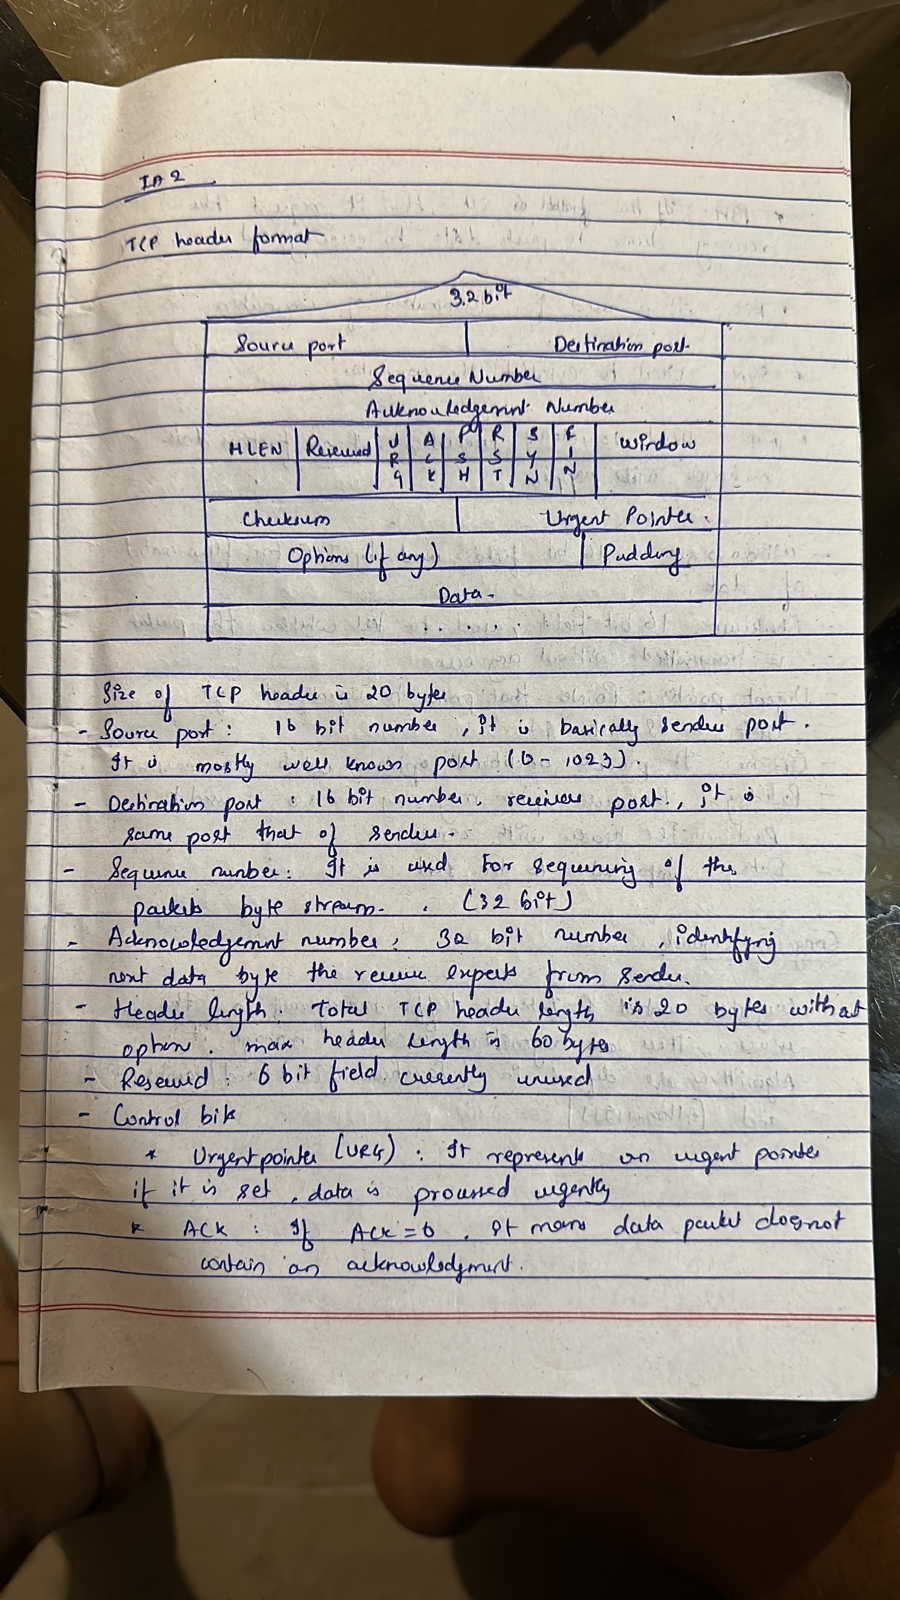 IA 2
TCP header format
32 bit
Source port Destination port
Sequence Number
Acknowledgemnt Number
HLEN Reserved URG ACK PSH RST SYN FIN Window
Checksum Urgent Pointer.
Options (if any) Padding
Data-
Size of TCP header is 20 bytes
- Source port: 16 bit number, it is basically sender port.
It is mostly well known port (0-1023).
- Destination port: 16 bit number, receiver port, it is
same port that of sender.
- Sequence number: It is used for sequencing of the
packets byte stream. (32 bit)
- Acknowledgemnt number: 32 bit number, identifying
next data byte the receiver expects from sender.
- Header length. Total TCP header length is 20 bytes without
option. max header length is 60 bytes
- Reserved: 6 bit field currently unused
- Control bits
* Urgent pointer (URG): It represents an urgent pointer
if it is set, data is processed urgently
* ACK: If ACK=0, it means data packet does not
contain an acknowledgment.